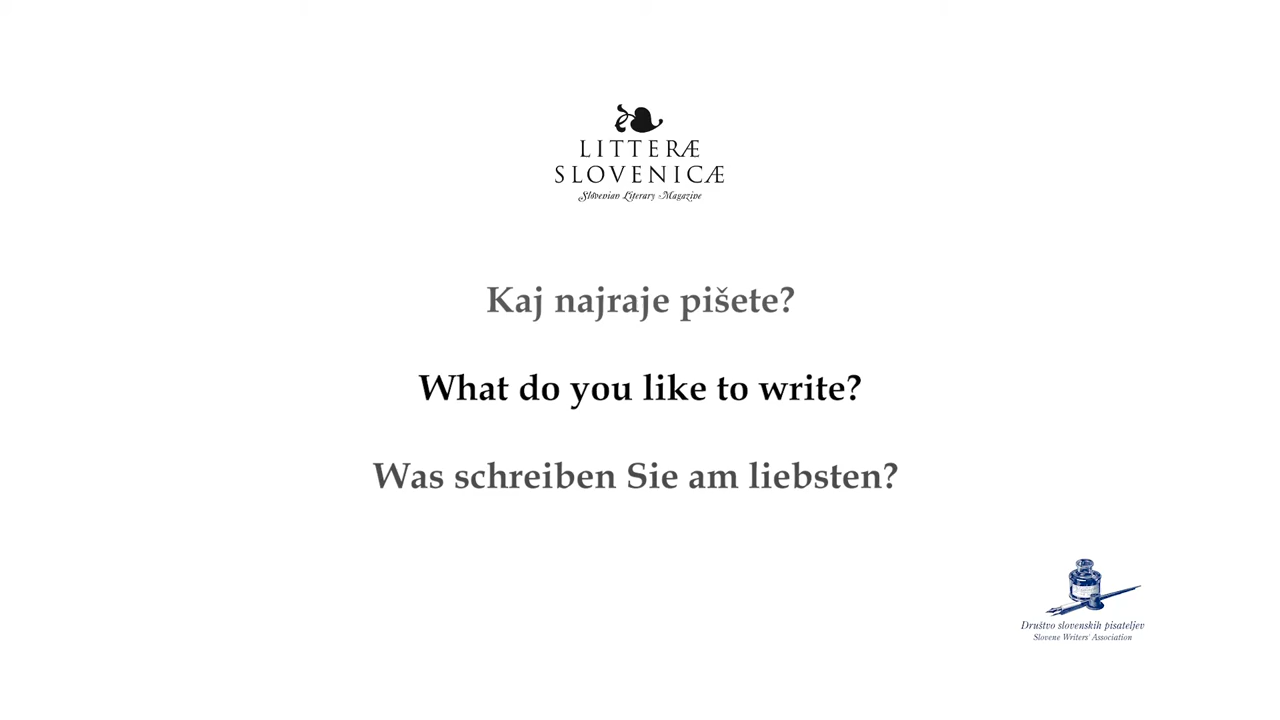 LITTERÆ
SLOVENICÆ
Slovenian Literary Magazine
Kaj najraje pišete?
What do you like to write?
Was schreiben Sie am liebsten?
Društvo slovenskih pisateljev
Slovene Writers' Association